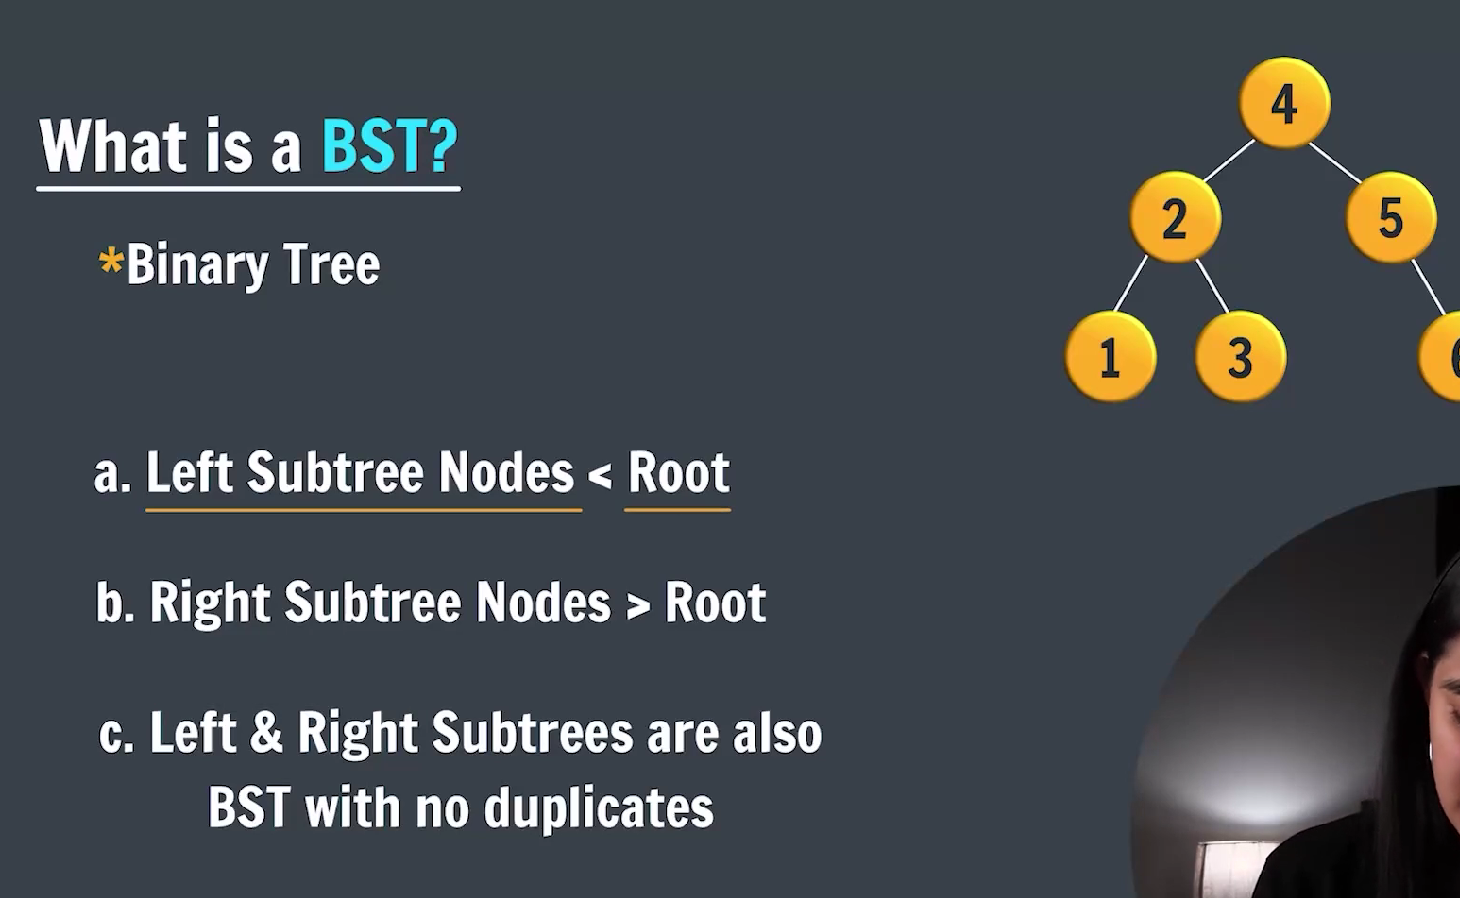 What is a BST?
*Binary Tree
a. Left Subtree Nodes < Root
b. Right Subtree Nodes > Root
c. Left & Right Subtrees are also
BST with no duplicates
4
2
5
1
3
6